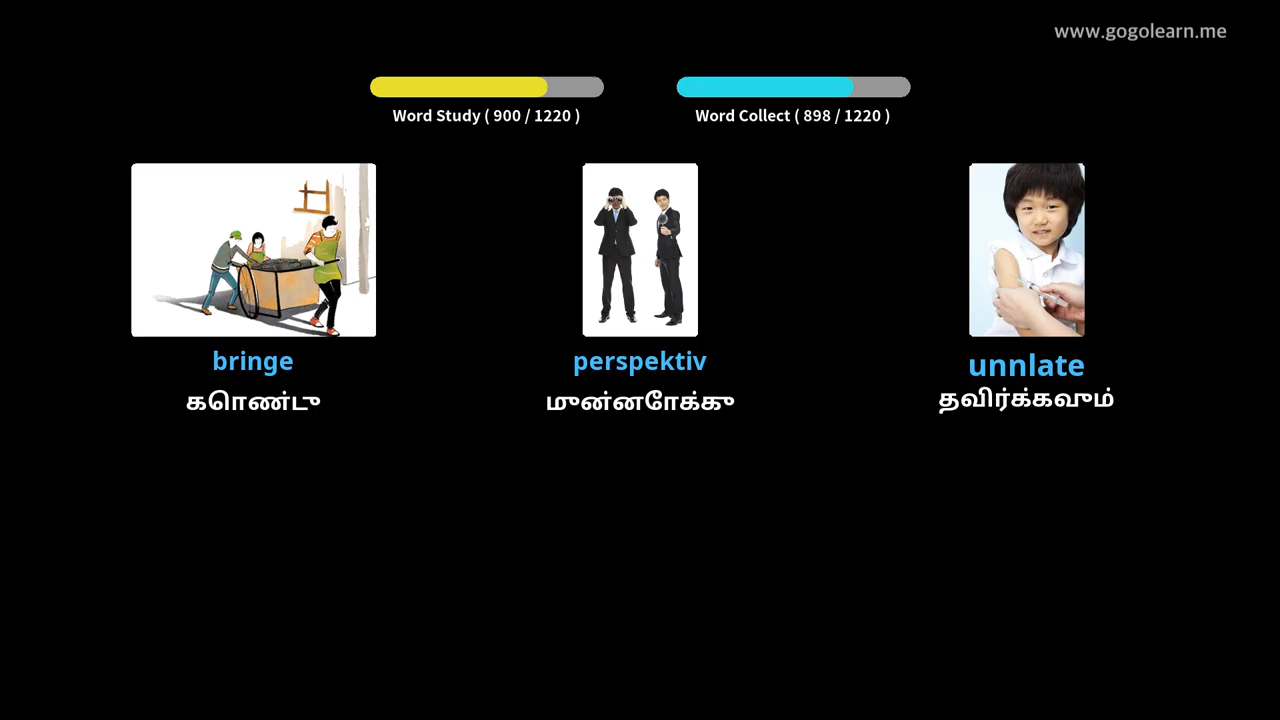 www.gogolearn.me
Word Study ( 900 / 1220 )
Word Collect ( 898 / 1220 )
bringe
perspektiv
unnlate
கொண்டு
முன்னோக்கு
தவிர்க்கவும்